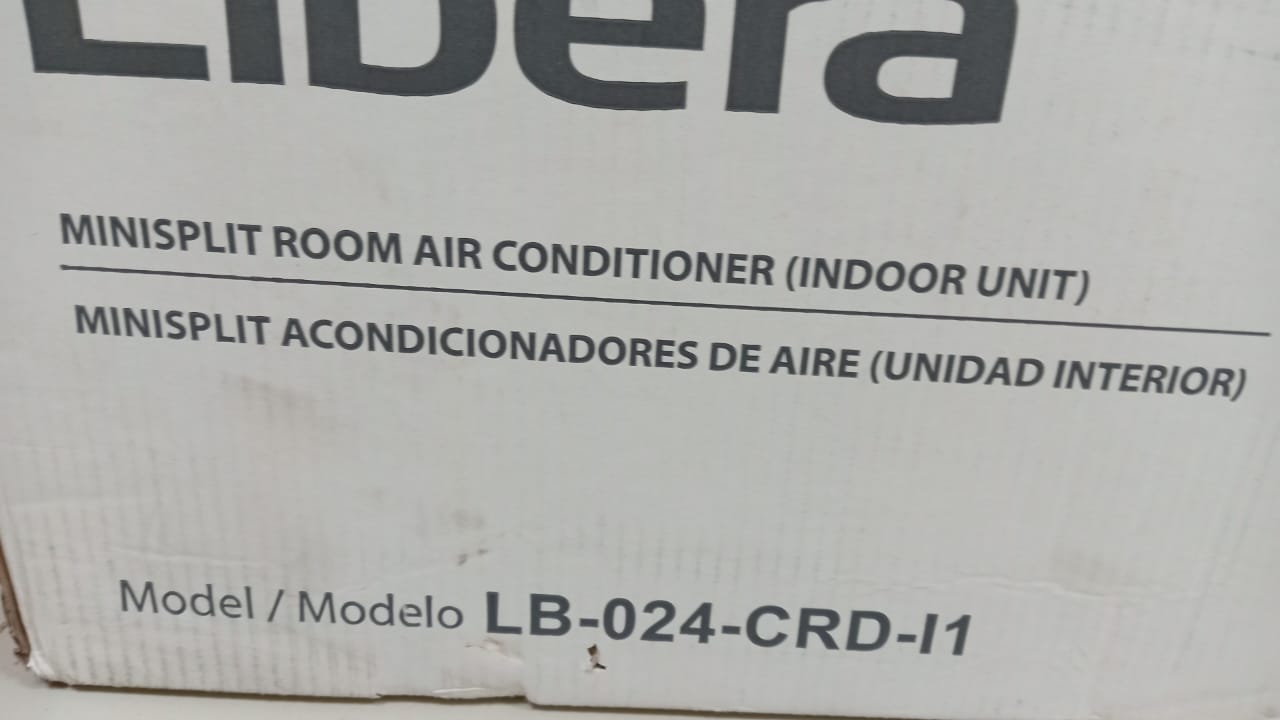 Libera
MINISPLIT ROOM AIR CONDITIONER (INDOOR UNIT)
MINISPLIT ACONDICIONADORES DE AIRE (UNIDAD INTERIOR)
Model / Modelo LB-024-CRD-I1